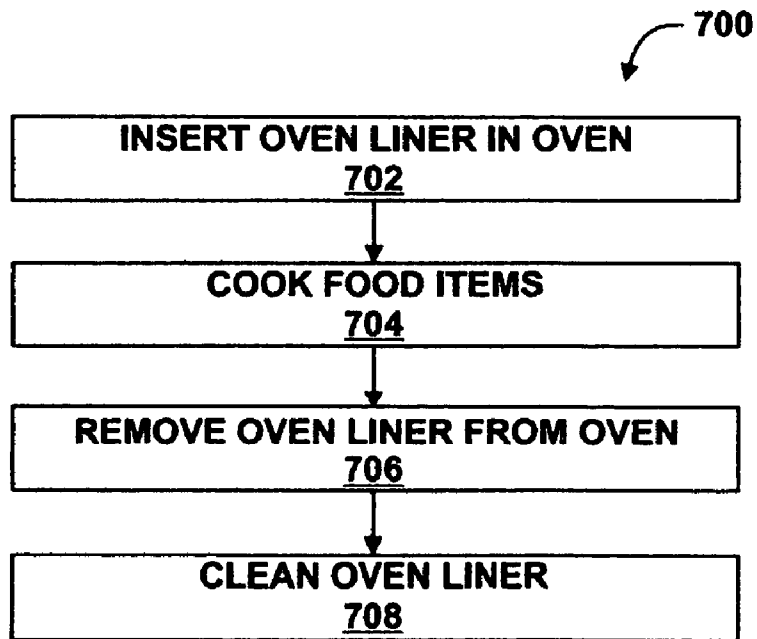 700
INSERT OVEN LINER IN OVEN
702
COOK FOOD ITEMS
704
REMOVE OVEN LINER FROM OVEN
706
CLEAN OVEN LINER
708